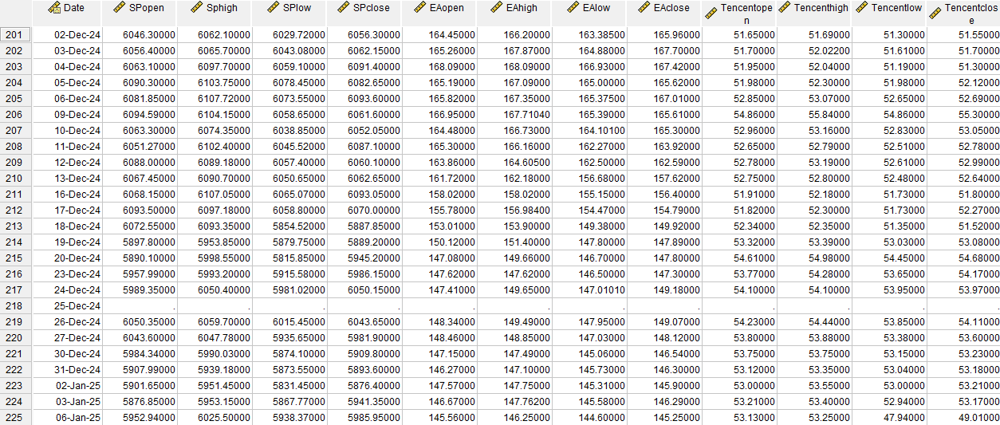 Date SPopen Sphigh SPlow SPclose EAopen EAhigh EAlow EAclose Tencentopen Tencenthigh Tencentlow Tencentclose
201 02-Dec-24 6046.30000 6062.10000 6029.72000 6056.30000 164.45000 166.20000 163.38500 165.96000 51.65000 51.69000 51.30000 51.55000
202 03-Dec-24 6056.40000 6065.70000 6043.08000 6062.15000 165.26000 167.87000 164.88000 167.70000 51.70000 52.02200 51.61000 51.70000
203 04-Dec-24 6063.10000 6097.70000 6059.10000 6091.40000 168.09000 168.09000 166.93000 167.42000 51.95000 52.04000 51.19000 51.30000
204 05-Dec-24 6090.30000 6103.75000 6078.45000 6082.65000 165.19000 167.09000 165.00000 165.62000 51.98000 52.30000 51.98000 52.12000
205 06-Dec-24 6081.85000 6107.72000 6073.55000 6093.60000 165.82000 167.35000 165.37500 167.01000 52.85000 53.07000 52.65000 52.69000
206 09-Dec-24 6094.59000 6104.15000 6058.65000 6061.60000 166.95000 167.71040 165.39000 165.61000 54.86000 55.84000 54.86000 55.30000
207 10-Dec-24 6063.30000 6074.35000 6038.85000 6052.05000 164.48000 166.73000 164.10100 165.30000 52.96000 53.16000 52.83000 53.05000
208 11-Dec-24 6051.27000 6102.40000 6045.52000 6087.10000 165.30000 166.16000 162.27000 163.92000 52.65000 52.79000 52.51000 52.78000
209 12-Dec-24 6088.00000 6089.18000 6057.40000 6060.10000 163.86000 164.60500 162.50000 162.59000 52.78000 53.19000 52.61000 52.99000
210 13-Dec-24 6067.45000 6090.70000 6050.65000 6062.65000 161.72000 162.18000 156.68000 157.62000 52.75000 52.80000 52.48000 52.64000
211 16-Dec-24 6068.15000 6107.05000 6065.07000 6093.05000 158.02000 158.02000 155.15000 156.40000 51.91000 52.18000 51.73000 51.80000
212 17-Dec-24 6093.50000 6097.18000 6058.80000 6070.00000 155.78000 156.98400 154.47000 154.79000 51.82000 52.30000 51.73000 52.27000
213 18-Dec-24 6072.55000 6093.35000 5854.52000 5887.85000 153.01000 153.90000 149.38000 149.92000 52.34000 52.35000 51.35000 51.52000
214 19-Dec-24 5897.80000 5953.85000 5879.75000 5889.20000 150.12000 151.40000 147.80000 147.89000 53.32000 53.39000 53.03000 53.08000
215 20-Dec-24 5890.10000 5998.55000 5815.85000 5945.20000 147.08000 149.66000 146.70000 147.80000 54.61000 54.98000 54.45000 54.68000
216 23-Dec-24 5957.99000 5993.20000 5915.58000 5986.15000 147.62000 147.62000 146.50000 147.30000 53.77000 54.28000 53.65000 54.17000
217 24-Dec-24 5989.35000 6050.40000 5981.02000 6050.15000 147.41000 149.65000 147.01010 149.18000 54.10000 54.10000 53.95000 53.97000
218 25-Dec-24 . . . . . . . . . . . .
219 26-Dec-24 6050.35000 6059.70000 6015.45000 6043.65000 148.34000 149.49000 147.95000 149.07000 54.23000 54.44000 53.85000 54.11000
220 27-Dec-24 6043.60000 6047.78000 5935.65000 5981.90000 148.46000 148.85000 147.03000 148.12000 53.80000 53.88000 53.38000 53.60000
221 30-Dec-24 5984.34000 5990.03000 5874.10000 5909.80000 147.15000 147.49000 145.06000 146.54000 53.75000 53.75000 53.15000 53.23000
222 31-Dec-24 5907.99000 5939.18000 5873.55000 5893.60000 146.27000 147.10000 145.73000 146.30000 53.12000 53.35000 53.04000 53.18000
223 02-Jan-25 5901.65000 5951.45000 5831.45000 5876.40000 147.57000 147.75000 145.31000 145.90000 53.00000 53.55000 53.00000 53.21000
224 03-Jan-25 5876.85000 5953.15000 5867.77000 5941.35000 146.67000 147.76200 145.58000 146.29000 53.21000 53.40000 52.94000 53.17000
225 06-Jan-25 5952.94000 6025.50000 5938.37000 5985.95000 145.56000 146.25000 144.60000 145.25000 53.13000 53.25000 47.94000 49.01000